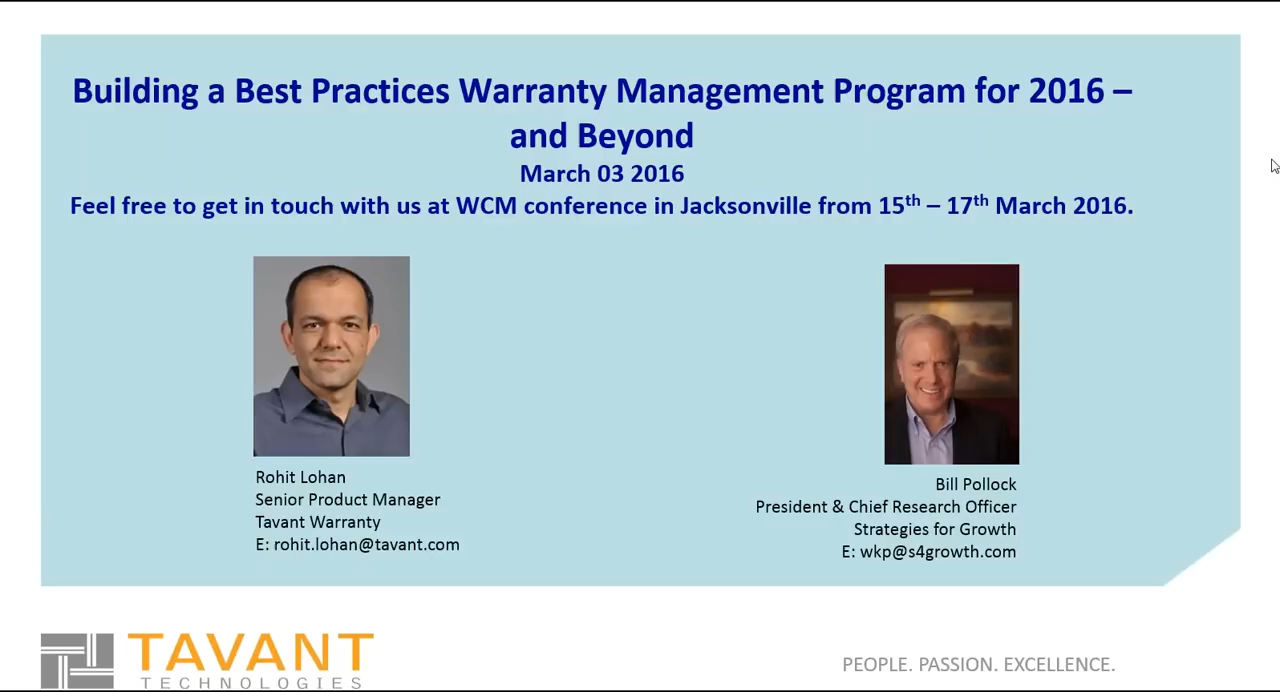 Building a Best Practices Warranty Management Program for 2016 –
and Beyond
March 03 2016
Feel free to get in touch with us at WCM conference in Jacksonville from 15th – 17th March 2016.
Rohit Lohan
Senior Product Manager
Tavant Warranty
E: rohit.lohan@tavant.com
Bill Pollock
President & Chief Research Officer
Strategies for Growth
E: wkp@s4growth.com
TAVANT
TECHNOLOGIES
PEOPLE. PASSION. EXCELLENCE.